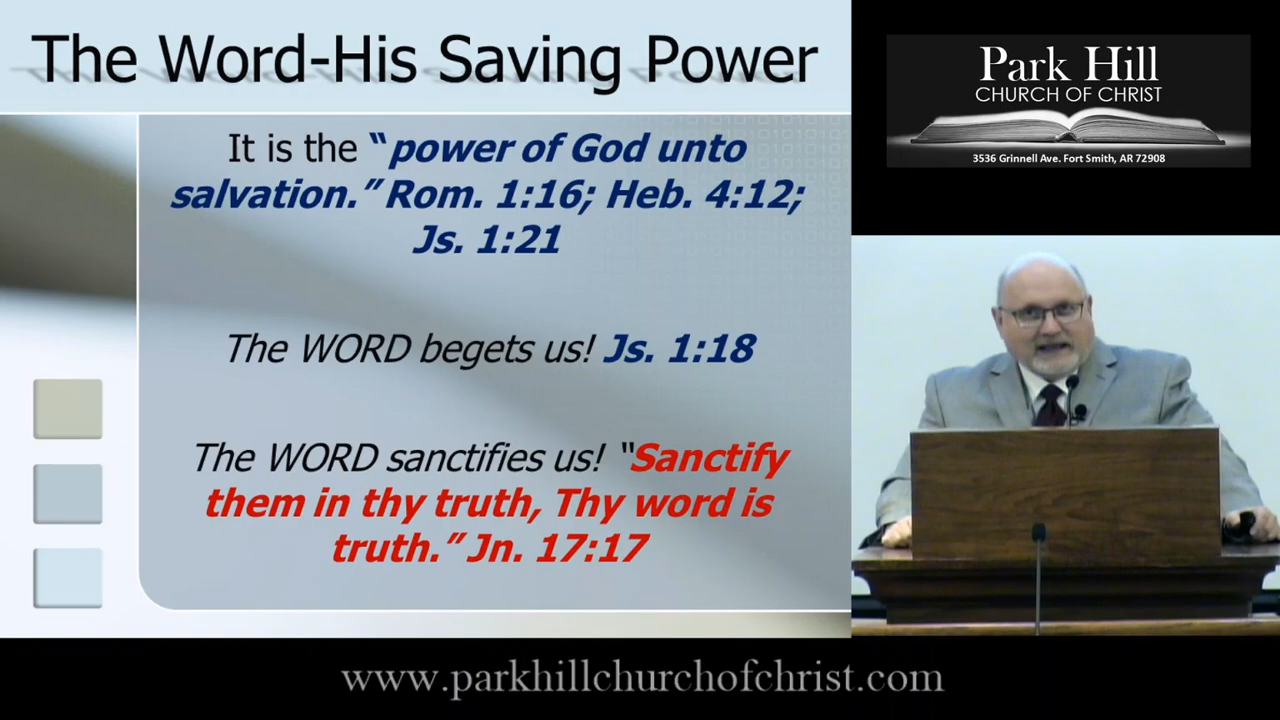 The Word-His Saving Power
It is the “power of God unto
salvation.” Rom. 1:16; Heb. 4:12;
Js. 1:21
The WORD begets us! Js. 1:18
The WORD sanctifies us! “Sanctify
them in thy truth, Thy word is
truth.” Jn. 17:17
Park Hill
CHURCH OF CHRIST
3536 Grinnell Ave. Fort Smith, AR 72908
www.parkhillchurchofchrist.com